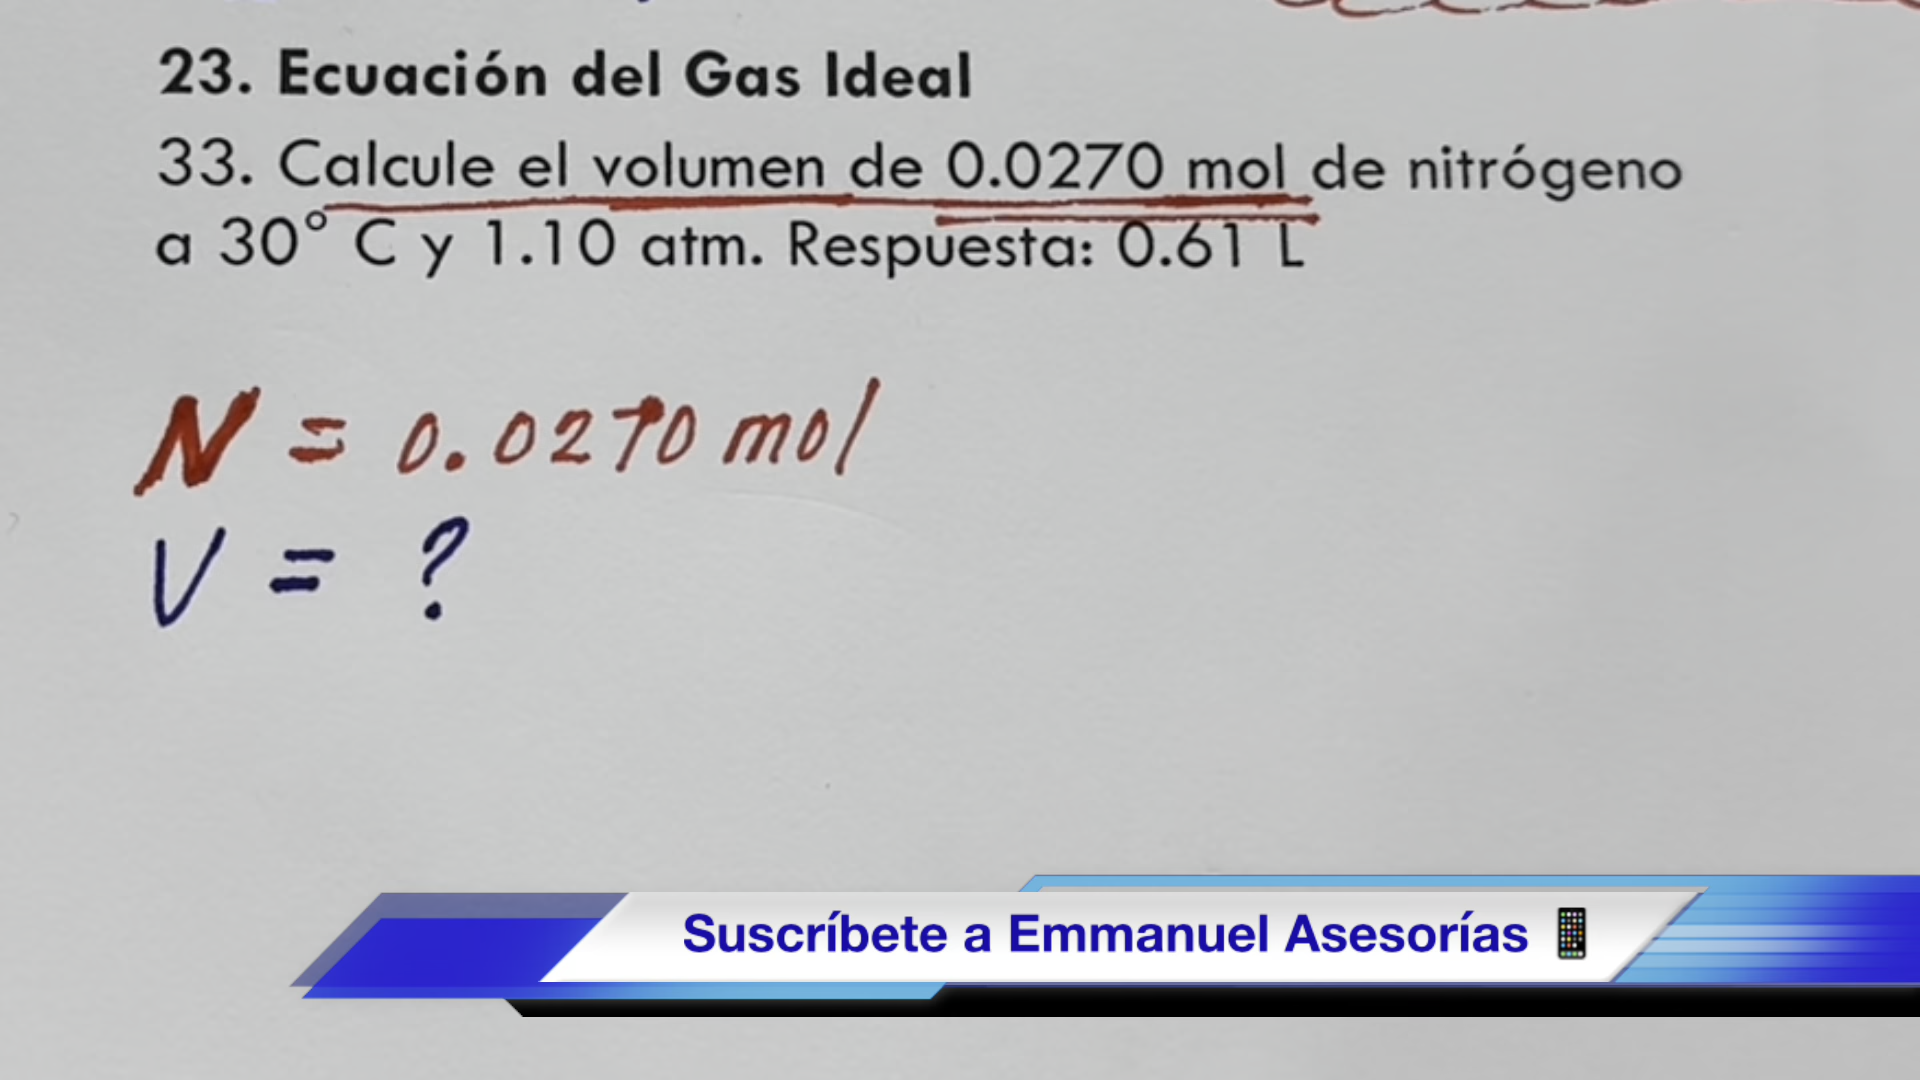 23. Ecuación del Gas Ideal
33. Calcule el volumen de 0.0270 mol de nitrógeno
a 30° C y 1.10 atm. Respuesta: 0.61 L
N = 0.0270 mol
V = ?
Suscríbete a Emmanuel Asesorías 📱